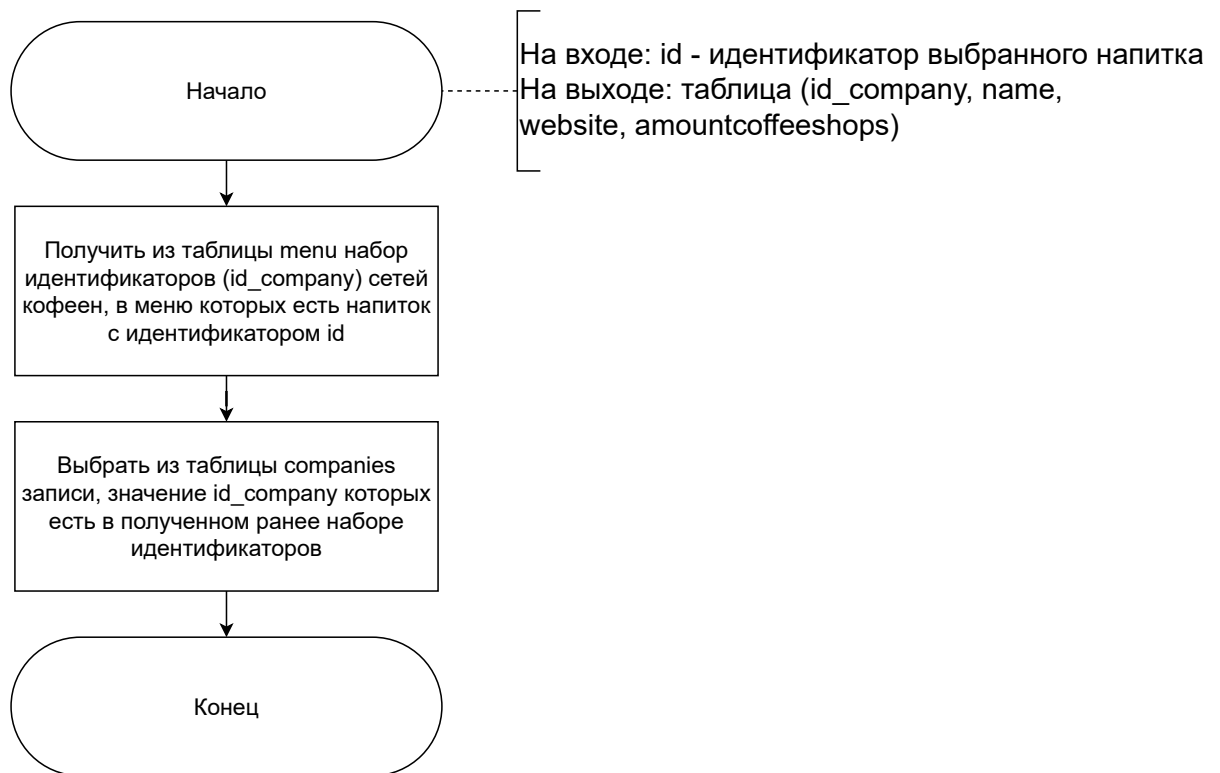 Начало
На входе: id - идентификатор выбранного напитка
На выходе: таблица (id_company, name,
website, amountcoffeeshops)
Получить из таблицы menu набор
идентификаторов (id_company) сетей
кофеен, в меню которых есть напиток
с идентификатором id
Выбрать из таблицы companies
записи, значение id_company которых
есть в полученном ранее наборе
идентификаторов
Конец